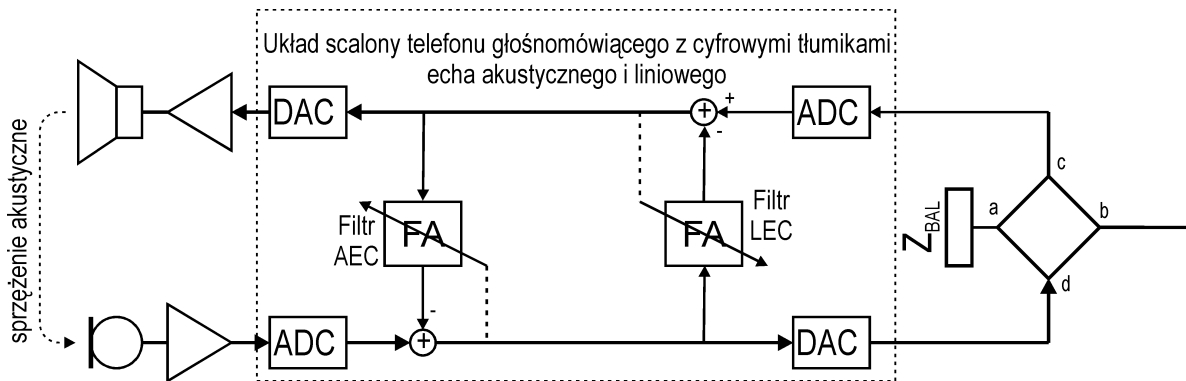 Układ scalony telefonu głośnomówiącego z cyfrowymi tłumikami
echa akustycznego i liniowego
DAC
+
+
-
ADC
c
sprzężenie akustyczne
Filtr
AEC
FA
FA
Filtr
LEC
Z_BAL
a
b
d
-
ADC
+
DAC